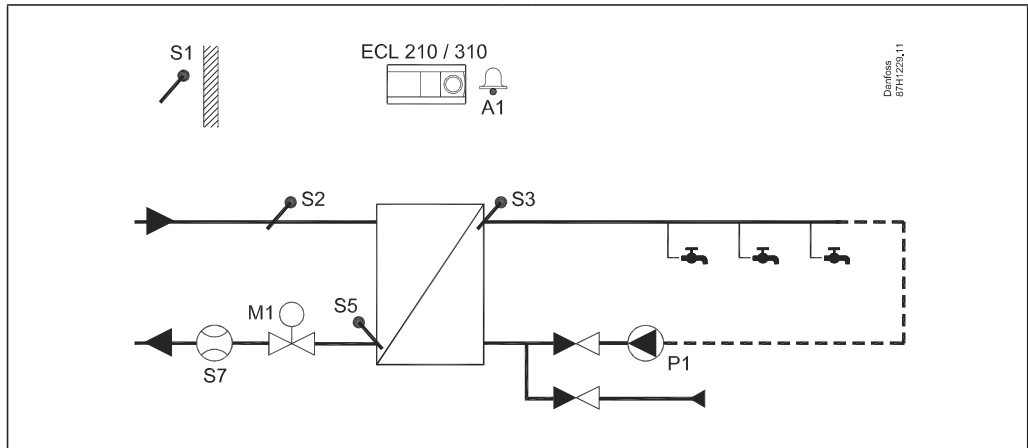 S1
ECL 210 / 310
A1
Danfoss
87H1229.11
S2
S3
M1
S5
S7
P1